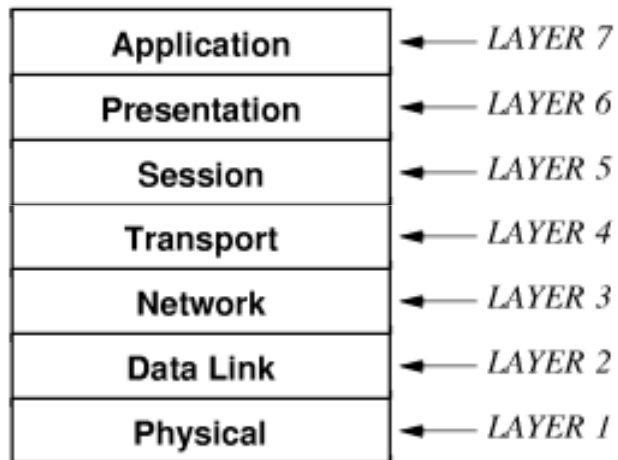 Application LAYER 7
Presentation LAYER 6
Session LAYER 5
Transport LAYER 4
Network LAYER 3
Data Link LAYER 2
Physical LAYER 1